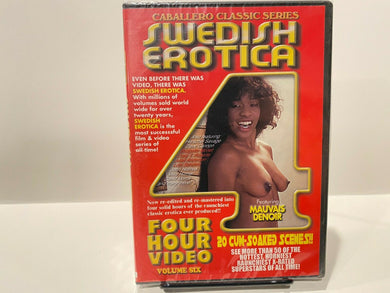 CABALLERO CLASSIC SERIES
SWEDISH
EROTICA
EVEN BEFORE THERE WAS
VIDEO, THERE WAS
SWEDISH EROTICA.
With millions of
volumes sold world
wide for over
twenty years,
SWEDISH
EROTICA is the
most successful
film & video
series of
all-time!
4
Now re-edited and re-mastered into
four solid hours of the raunchiest
classic erotica ever produced!!
Featuring
MAUVAIS
DENOIR
FOUR
HOUR
VIDEO
VOLUME SIX
20 CUM-SOAKED SCENES!!
SEE MORE THAN 50 OF THE
HOTTEST, HORNIEST
RAUNCHIEST X-RATED
SUPERSTARS OF ALL TIME!